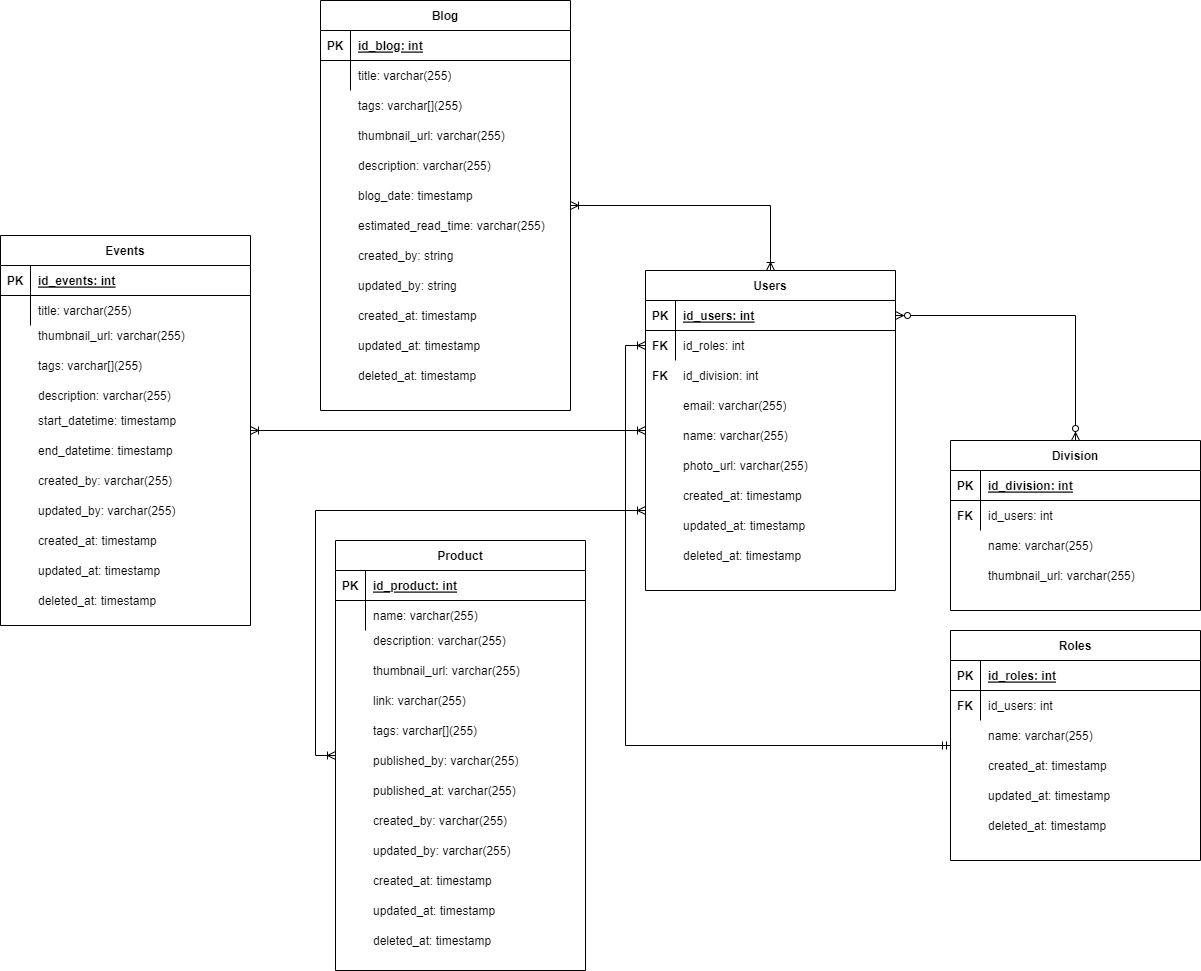 Blog
PK id_blog: int
title: varchar(255)
tags: varchar[](255)
thumbnail_url: varchar(255)
description: varchar(255)
blog_date: timestamp
estimated_read_time: varchar(255)
created_by: string
updated_by: string
created_at: timestamp
updated_at: timestamp
deleted_at: timestamp
Events
PK id_events: int
title: varchar(255)
thumbnail_url: varchar(255)
tags: varchar[](255)
description: varchar(255)
start_datetime: timestamp
end_datetime: timestamp
created_by: varchar(255)
updated_by: varchar(255)
created_at: timestamp
updated_at: timestamp
deleted_at: timestamp
Users
PK id_users: int
FK id_roles: int
FK id_division: int
email: varchar(255)
name: varchar(255)
photo_url: varchar(255)
created_at: timestamp
updated_at: timestamp
deleted_at: timestamp
Division
PK id_division: int
FK id_users: int
name: varchar(255)
thumbnail_url: varchar(255)
Product
PK id_product: int
name: varchar(255)
description: varchar(255)
thumbnail_url: varchar(255)
link: varchar(255)
tags: varchar[](255)
published_by: varchar(255)
published_at: varchar(255)
created_by: varchar(255)
updated_by: varchar(255)
created_at: timestamp
updated_at: timestamp
deleted_at: timestamp
Roles
PK id_roles: int
FK id_users: int
name: varchar(255)
created_at: timestamp
updated_at: timestamp
deleted_at: timestamp